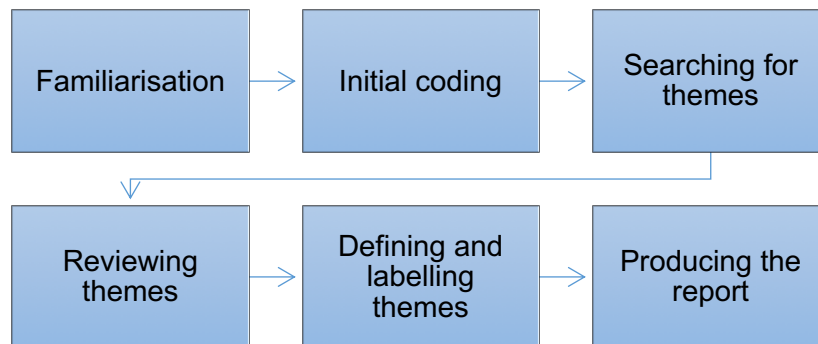 Familiarisation
Initial coding
Searching for
themes
Reviewing
themes
Defining and
labelling
themes
Producing the
report